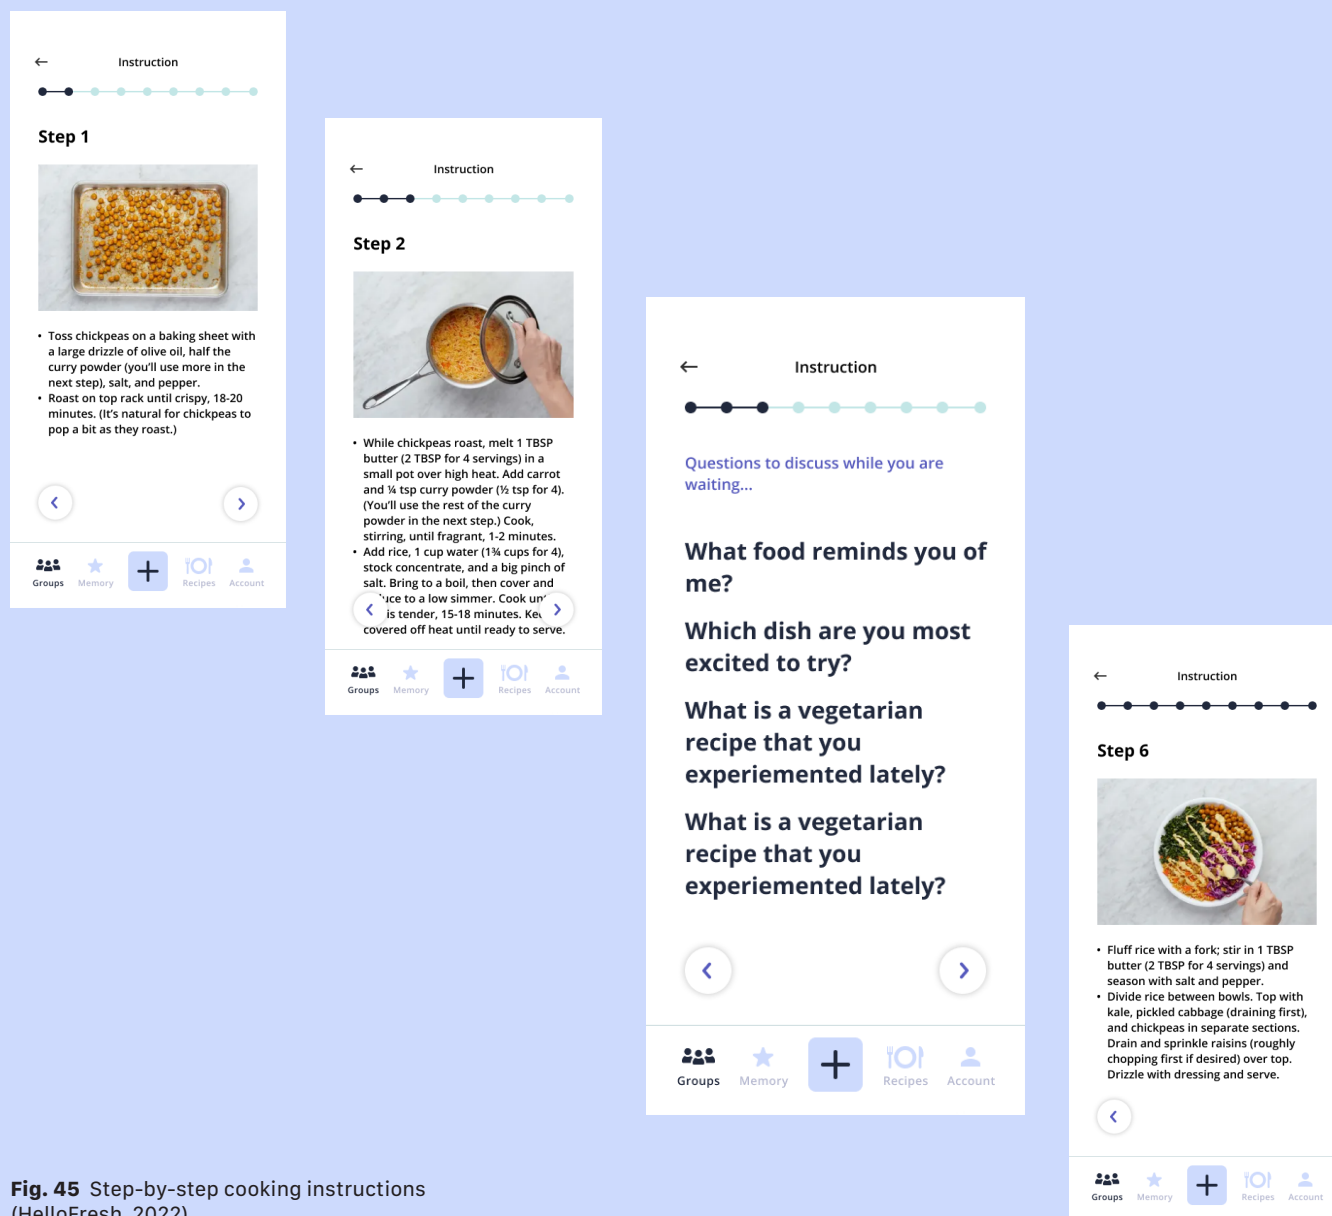 Instruction
Step 1
• Toss chickpeas on a baking sheet with
a large drizzle of olive oil, half the
curry powder (you'll use more in the
next step), salt, and pepper.
• Roast on top rack until crispy, 18-20
minutes. (It's natural for chickpeas to
pop a bit as they roast.)
Groups Memory Recipes Account
Instruction
Step 2
• While chickpeas roast, melt 1 TBSP
butter (2 TBSP for 4 servings) in a
small pot over high heat. Add carrot
and ¼ tsp curry powder (½ tsp for 4).
(You'll use the rest of the curry
powder in the next step.) Cook,
stirring, until fragrant, 1-2 minutes.
• Add rice, 1 cup water (1¾ cups for 4),
stock concentrate, and a big pinch of
salt. Bring to a boil, then cover and
to a low simmer. Cook
is tender, 15-18 minutes.
covered off heat until ready to serve.
Groups Memory Recipes Account
Instruction
Questions to discuss while you are
waiting...
What food reminds you of
me?
Which dish are you most
excited to try?
What is a vegetarian
recipe that you
experiemented lately?
What is a vegetarian
recipe that you
experiemented lately?
Groups Memory Recipes Account
Instruction
Step 6
• Fluff rice with a fork; stir in 1 TBSP
butter (2 TBSP for 4 servings) and
season with salt and pepper.
• Divide rice between bowls. Top with
kale, pickled cabbage (draining first),
and chickpeas in separate sections.
Drain and sprinkle raisins (roughly
chopping first if desired) over top.
Drizzle with dressing and serve.
Groups Memory Recipes Account
Fig. 45 Step-by-step cooking instructions
(HelloFresh, 2022)